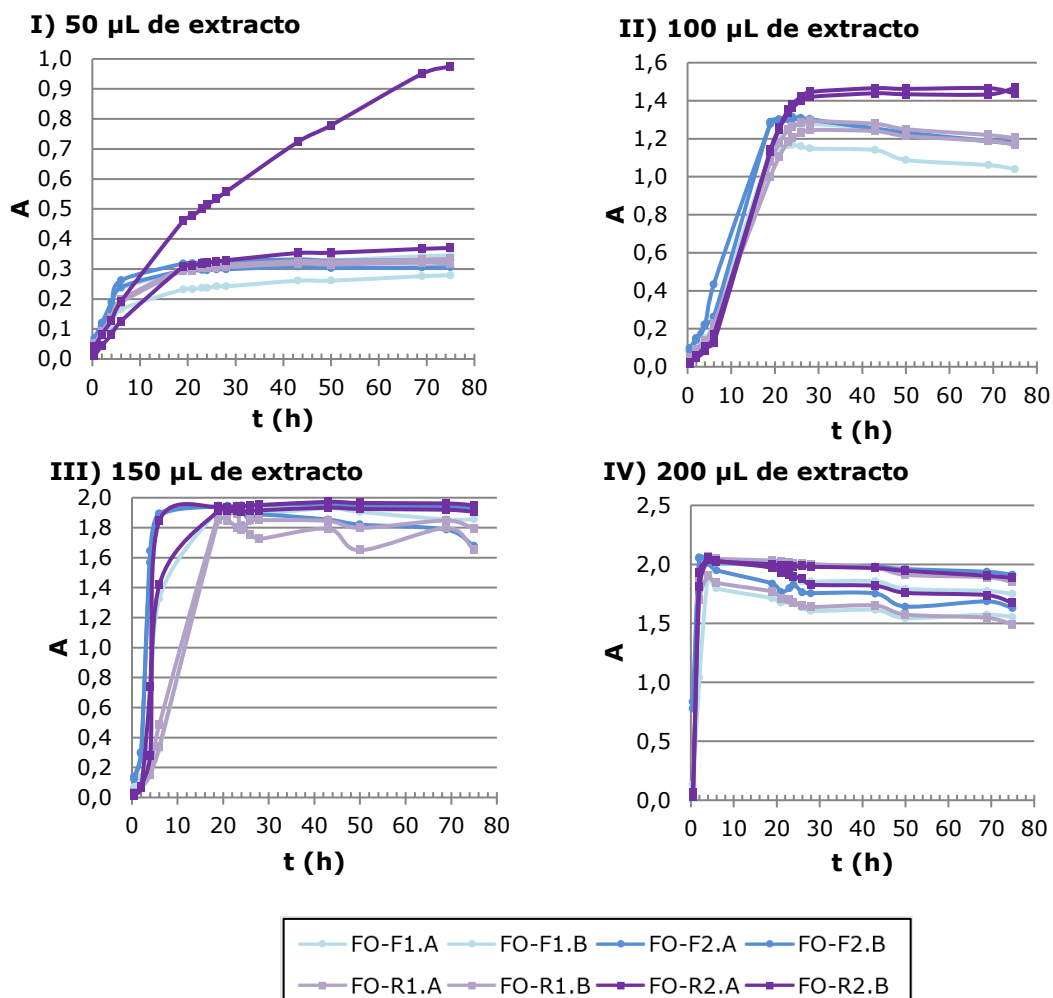 I) 50 µL de extracto
1,0
0,9
0,8
0,7
0,6
0,5
0,4
0,3
0,2
0,1
0,0
A
0 10 20 30 40 50 60 70 80
t (h)
II) 100 µL de extracto
1,6
1,4
1,2
1,0
0,8
0,6
0,4
0,2
0,0
A
0 10 20 30 40 50 60 70 80
t (h)
III) 150 µL de extracto
2,0
1,8
1,6
1,4
1,2
1,0
0,8
0,6
0,4
0,2
0,0
A
0 10 20 30 40 50 60 70 80
t (h)
IV) 200 µL de extracto
2,5
2,0
1,5
1,0
0,5
0,0
A
0 10 20 30 40 50 60 70 80
t (h)
FO-F1.A FO-F1.B FO-F2.A FO-F2.B
FO-R1.A FO-R1.B FO-R2.A FO-R2.B